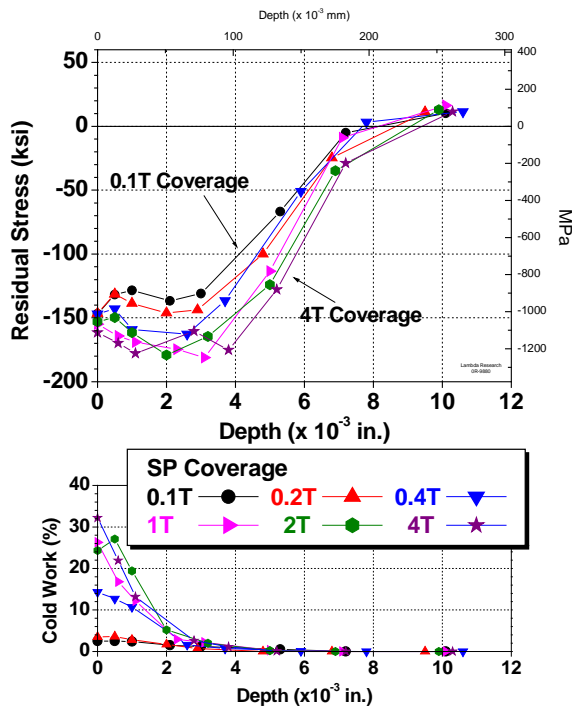 Depth (x 10⁻³ mm)
0 50 100 150 200 250 300
50
0
-50
-100
-150
-200
Residual Stress (ksi)
400
200
0
-200
-400
-600
-800
-1000
-1200
MPa
0.1T Coverage
4T Coverage
Lambda Research
0 2 4 6 8 10 12
Depth (x 10⁻³ in.)
SP Coverage
0.1T 0.2T 0.4T
1T 2T 4T
40
30
20
10
0
Cold Work (%)
0 2 4 6 8 10 12
Depth (x10⁻³ in.)